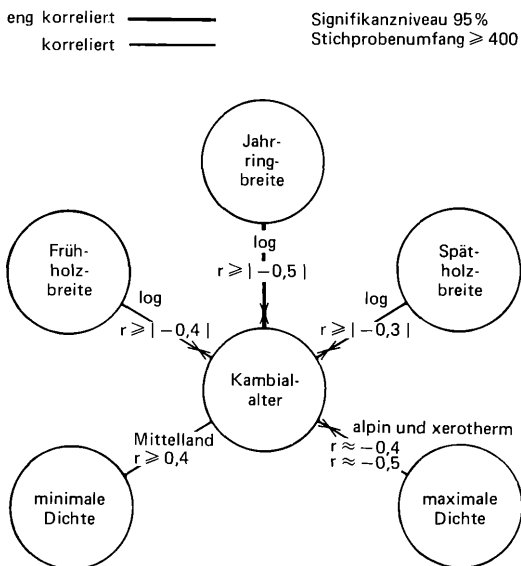 eng korreliert
korreliert
Signifikanzniveau 95%
Stichprobenumfang ⩾ 400
Jahr-
ring-
breite
log
r ⩾ | −0,5 |
Früh-
holz-
breite
log
r ⩾ | −0,4 |
Spät-
holz-
breite
log
r ⩾ | −0,3 |
Kambial-
alter
Mittelland
r ⩾ 0,4
alpin und xerotherm
r ≈ −0,4
r ≈ −0,5
minimale
Dichte
maximale
Dichte